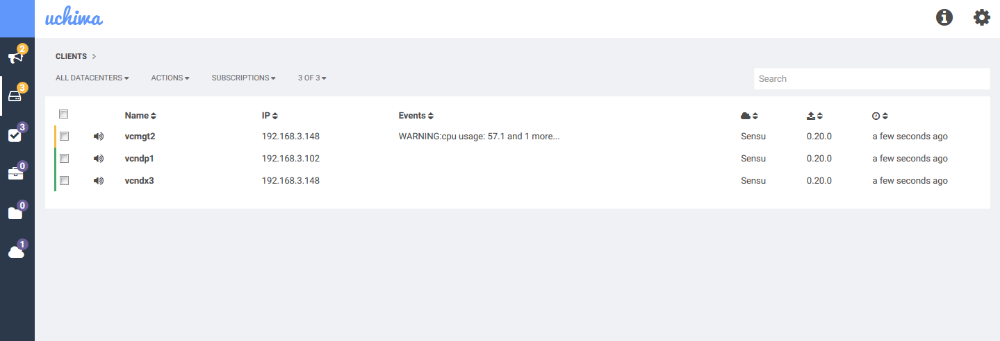 uchiwa
2
3
3
0
0
1
CLIENTS
ALL DATACENTERS ACTIONS SUBSCRIPTIONS 3 OF 3 Search
Name IP Events
vcmgt2 192.168.3.148 WARNING:cpu usage: 57.1 and 1 more... Sensu 0.20.0 a few seconds ago
vcndp1 192.168.3.102 Sensu 0.20.0 a few seconds ago
vcndx3 192.168.3.148 Sensu 0.20.0 a few seconds ago